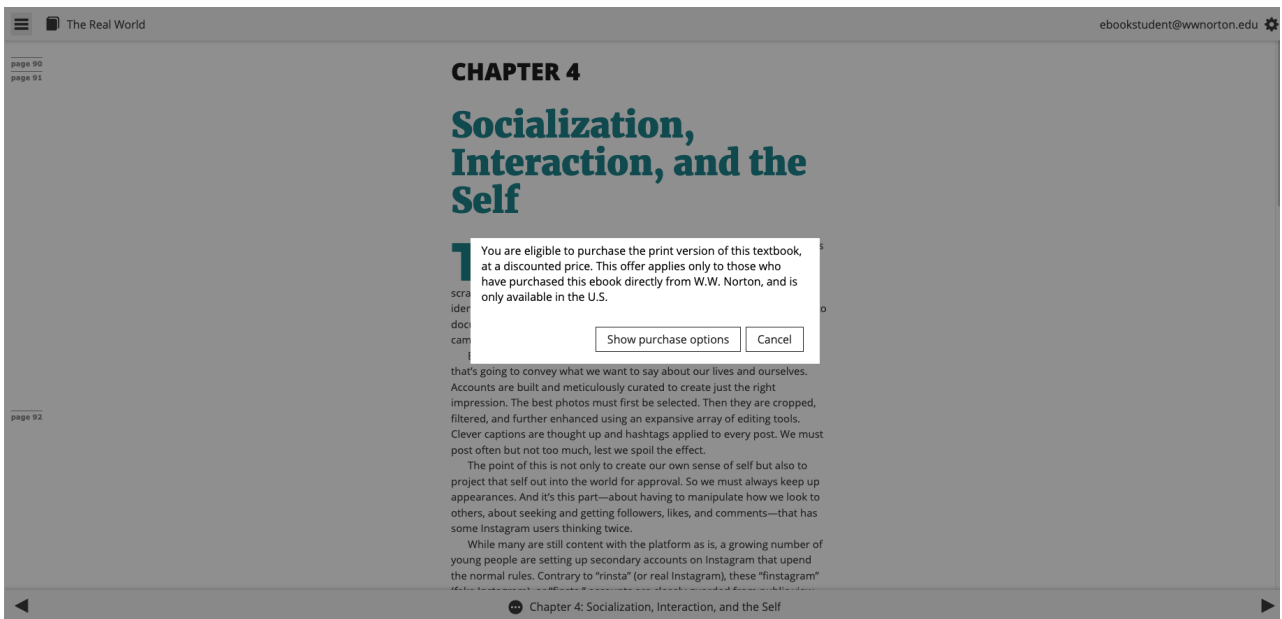 The Real World
ebookstudent@wwnorton.edu
page 90
page 91
CHAPTER 4
Socialization,
Interaction, and the
Self
T
s
You are eligible to purchase the print version of this textbook,
at a discounted price. This offer applies only to those who
have purchased this ebook directly from W.W. Norton, and is
only available in the U.S.
Show purchase options
Cancel
scra
iden
o
docu
cam
that's going to convey what we want to say about our lives and ourselves.
Accounts are built and meticulously curated to create just the right
impression. The best photos must first be selected. Then they are cropped,
page 92
filtered, and further enhanced using an expansive array of editing tools.
Clever captions are thought up and hashtags applied to every post. We must
post often but not too much, lest we spoil the effect.
The point of this is not only to create our own sense of self but also to
project that self out into the world for approval. So we must always keep up
appearances. And it's this part—about having to manipulate how we look to
others, about seeking and getting followers, likes, and comments—that has
some Instagram users thinking twice.
While many are still content with the platform as is, a growing number of
young people are setting up secondary accounts on Instagram that upend
the normal rules. Contrary to "rinsta" (or real Instagram), these "finstagram"
Chapter 4: Socialization, Interaction, and the Self